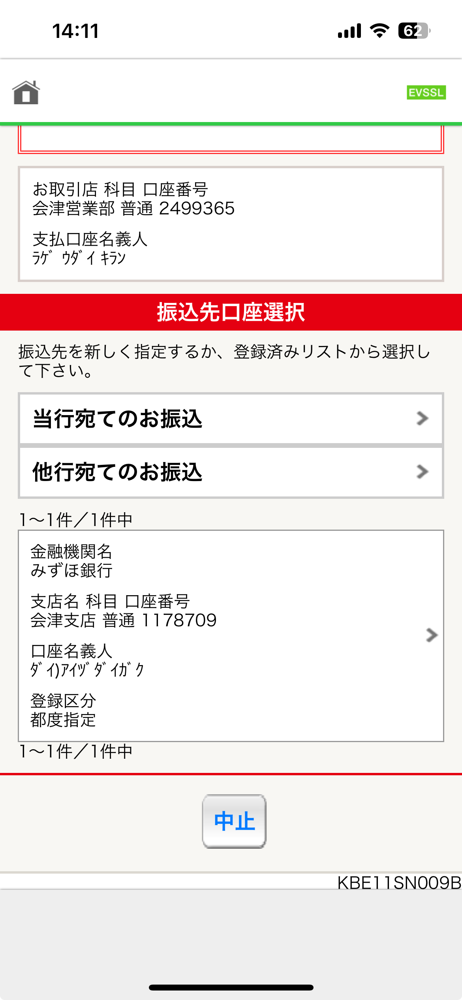 14:11
62
EVSSL
お取引店 科目 口座番号
会津営業部 普通 2499365
支払口座名義人
ﾗｹﾞ ｳﾀﾞｲ ｷﾗﾝ
振込先口座選択
振込先を新しく指定するか、登録済みリストから選択し
て下さい。
当行宛てのお振込
他行宛てのお振込
1〜1件／1件中
金融機関名
みずほ銀行
支店名 科目 口座番号
会津支店 普通 1178709
口座名義人
ﾀﾞｲ)ｱｲﾂﾞﾀﾞｲｶﾞｸ
登録区分
都度指定
1〜1件／1件中
中止
KBE11SN009B